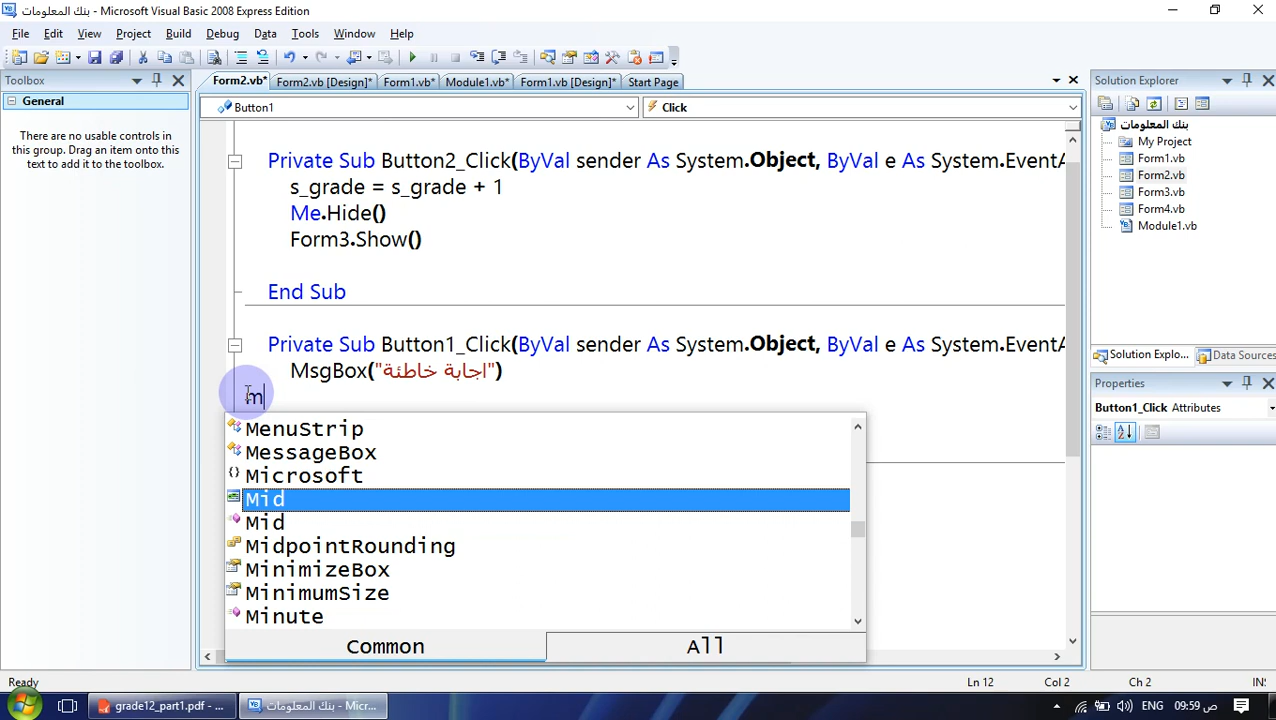 بنك المعلومات - Microsoft Visual Basic 2008 Express Edition
File Edit View Project Build Debug Data Tools Window Help
Toolbox
General
There are no usable controls in
this group. Drag an item onto this
text to add it to the toolbox.
Form2.vb* Form2.vb [Design]* Form1.vb* Module1.vb* Form1.vb [Design]* Start Page
Button1 Click
Private Sub Button2_Click(ByVal sender As System.Object, ByVal e As System.EventA
s_grade = s_grade + 1
Me.Hide()
Form3.Show()
End Sub
Private Sub Button1_Click(ByVal sender As System.Object, ByVal e As System.EventA
MsgBox("اجابة خاطئة")
m
MenuStrip
MessageBox
Microsoft
Mid
Mid
MidpointRounding
MinimizeBox
MinimumSize
Minute
Common All
Solution Explorer
بنك المعلومات
My Project
Form1.vb
Form2.vb
Form3.vb
Form4.vb
Module1.vb
Solution Explo... Data Sources
Properties
Button1_Click Attributes
Ready Ln 12 Col 2 Ch 2 INS
grade12_part1.pdf - ... بنك المعلومات - Micr... ENG 09:59 ص